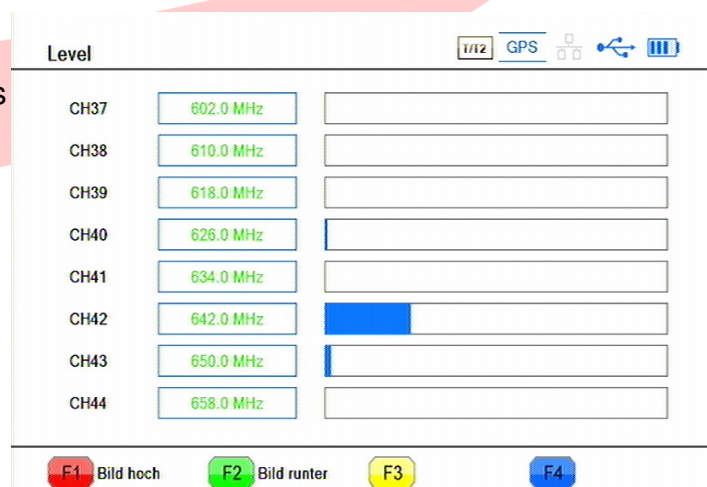 Level T/T2 GPS
s
CH37 602.0 MHz
CH38 610.0 MHz
CH39 618.0 MHz
CH40 626.0 MHz
CH41 634.0 MHz
CH42 642.0 MHz
CH43 650.0 MHz
CH44 658.0 MHz
F1 Bild hoch F2 Bild runter F3 F4